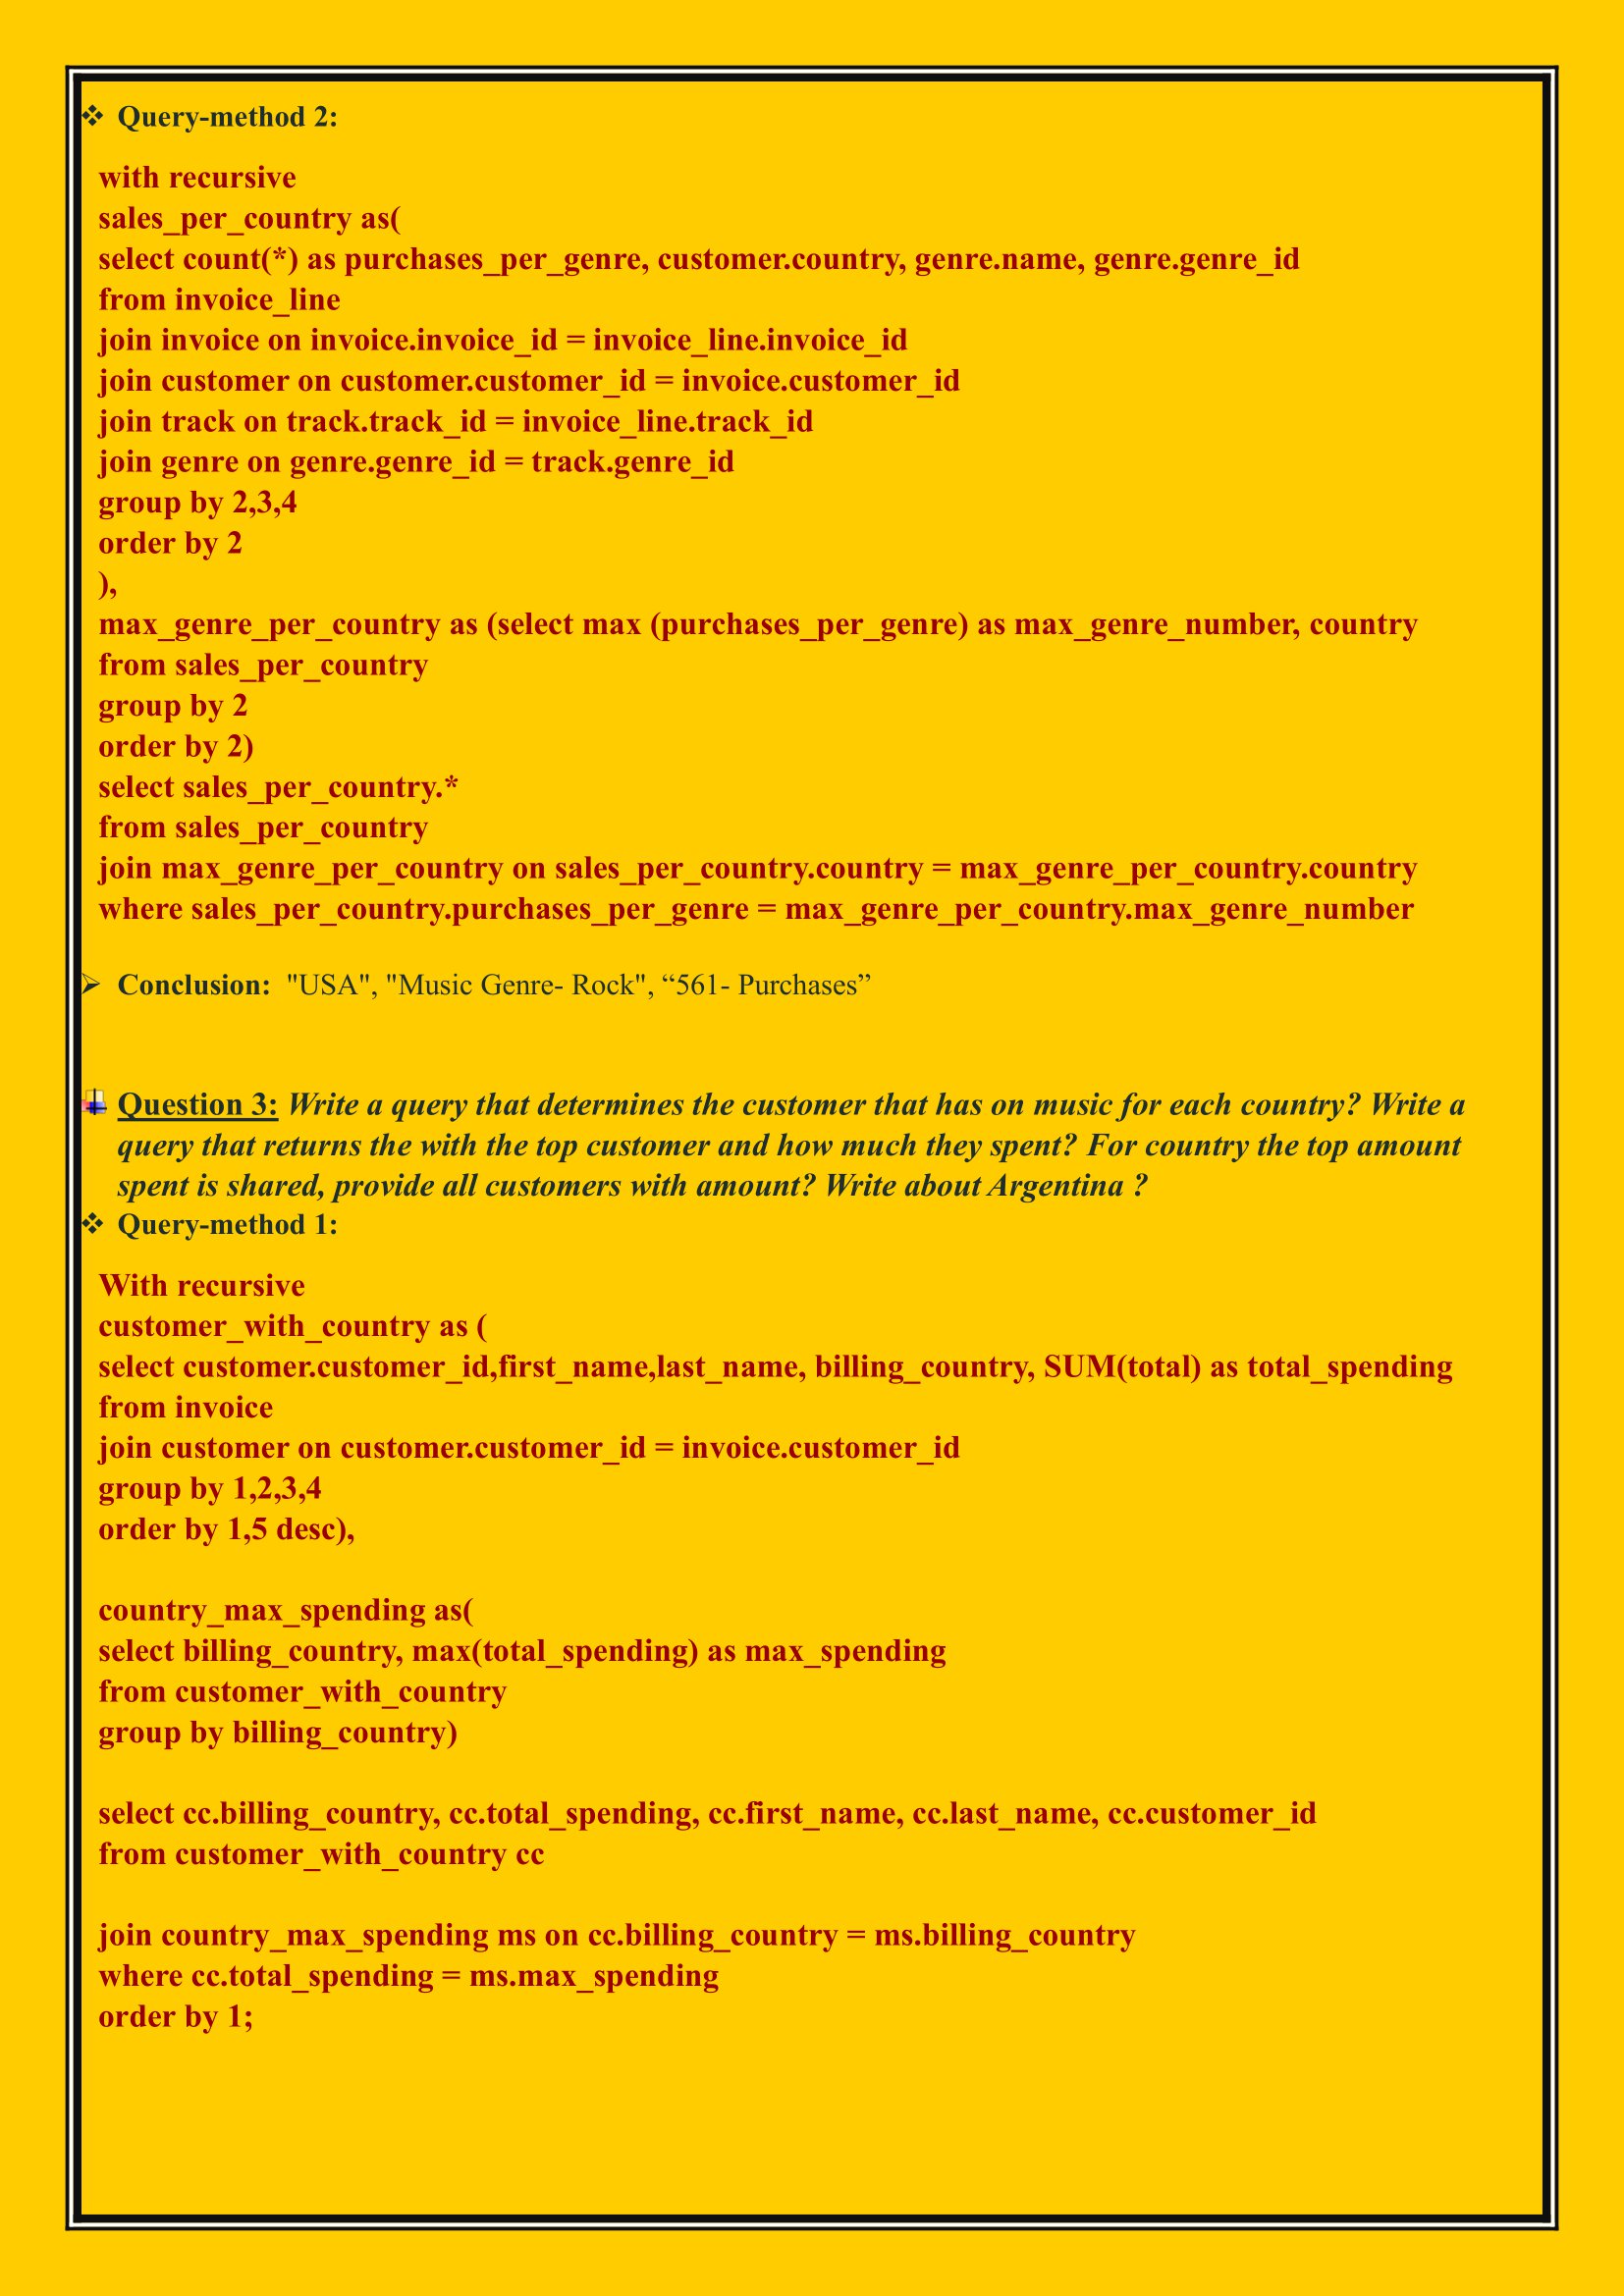 ❖ Query-method 2:
with recursive
sales_per_country as(
select count(*) as purchases_per_genre, customer.country, genre.name, genre.genre_id
from invoice_line
join invoice on invoice.invoice_id = invoice_line.invoice_id
join customer on customer.customer_id = invoice.customer_id
join track on track.track_id = invoice_line.track_id
join genre on genre.genre_id = track.genre_id
group by 2,3,4
order by 2
),
max_genre_per_country as (select max (purchases_per_genre) as max_genre_number, country
from sales_per_country
group by 2
order by 2)
select sales_per_country.*
from sales_per_country
join max_genre_per_country on sales_per_country.country = max_genre_per_country.country
where sales_per_country.purchases_per_genre = max_genre_per_country.max_genre_number
➢ Conclusion: "USA", "Music Genre- Rock", “561- Purchases”
Question 3: Write a query that determines the customer that has on music for each country? Write a
query that returns the with the top customer and how much they spent? For country the top amount
spent is shared, provide all customers with amount? Write about Argentina ?
❖ Query-method 1:
With recursive
customer_with_country as (
select customer.customer_id,first_name,last_name, billing_country, SUM(total) as total_spending
from invoice
join customer on customer.customer_id = invoice.customer_id
group by 1,2,3,4
order by 1,5 desc),
country_max_spending as(
select billing_country, max(total_spending) as max_spending
from customer_with_country
group by billing_country)
select cc.billing_country, cc.total_spending, cc.first_name, cc.last_name, cc.customer_id
from customer_with_country cc
join country_max_spending ms on cc.billing_country = ms.billing_country
where cc.total_spending = ms.max_spending
order by 1;